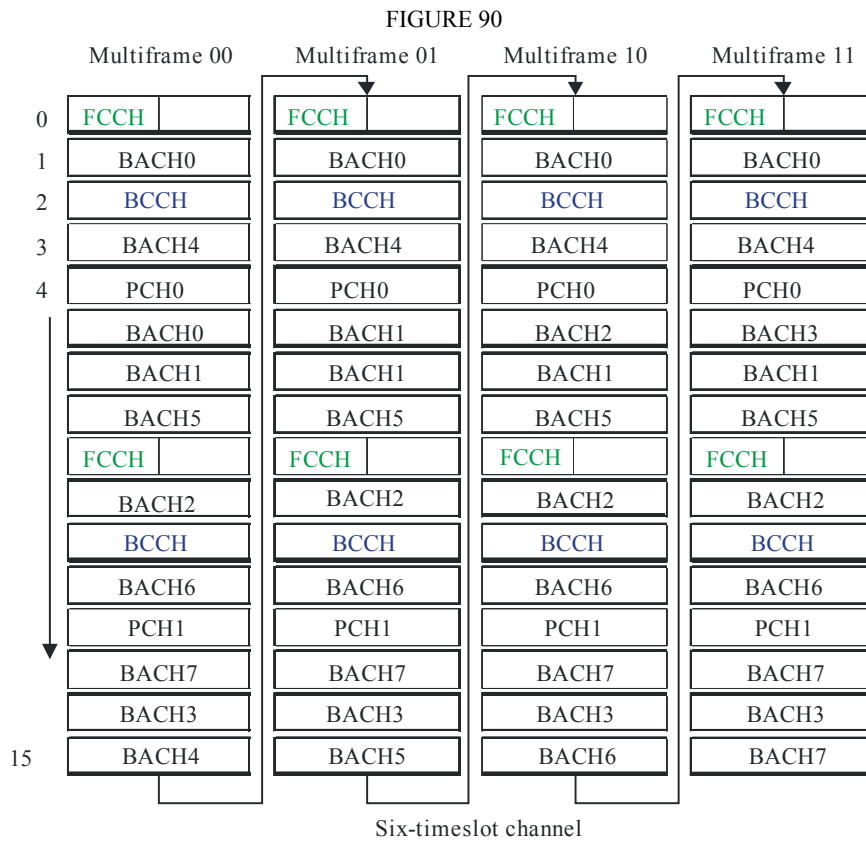 FIGURE 90
Multiframe 00 Multiframe 01 Multiframe 10 Multiframe 11
0 FCCH FCCH FCCH FCCH
1 BACH0 BACH0 BACH0 BACH0
2 BCCH BCCH BCCH BCCH
3 BACH4 BACH4 BACH4 BACH4
4 PCH0 PCH0 PCH0 PCH0
BACH0 BACH1 BACH2 BACH3
BACH1 BACH1 BACH1 BACH1
BACH5 BACH5 BACH5 BACH5
FCCH FCCH FCCH FCCH
BACH2 BACH2 BACH2 BACH2
BCCH BCCH BCCH BCCH
BACH6 BACH6 BACH6 BACH6
PCH1 PCH1 PCH1 PCH1
BACH7 BACH7 BACH7 BACH7
BACH3 BACH3 BACH3 BACH3
15 BACH4 BACH5 BACH6 BACH7
Six-timeslot channel